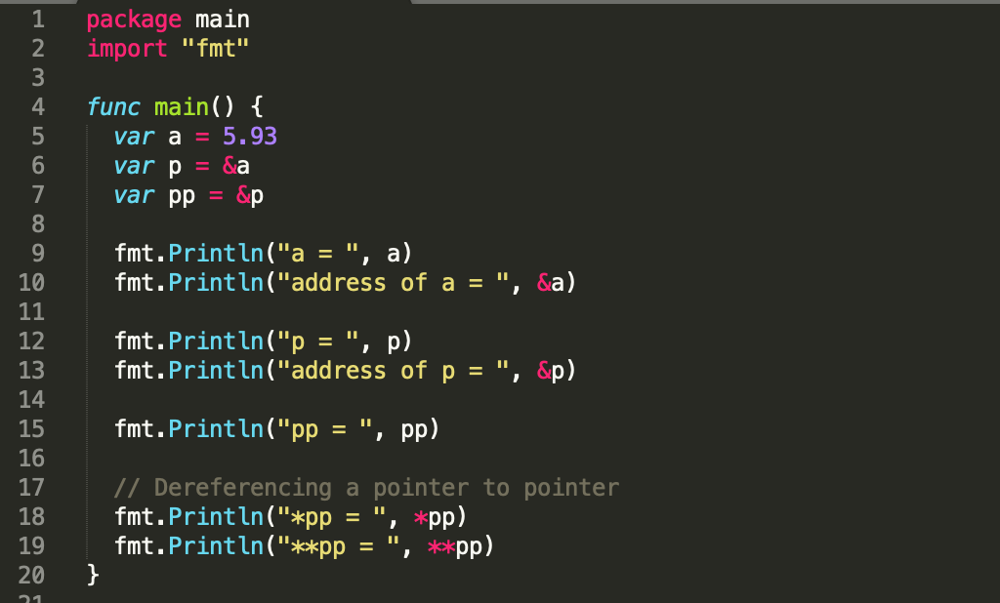 1 package main
2 import "fmt"
3
4 func main() {
5   var a = 5.93
6   var p = &a
7   var pp = &p
8
9   fmt.Println("a = ", a)
10   fmt.Println("address of a = ", &a)
11
12   fmt.Println("p = ", p)
13   fmt.Println("address of p = ", &p)
14
15   fmt.Println("pp = ", pp)
16
17   // Dereferencing a pointer to pointer
18   fmt.Println("*pp = ", *pp)
19   fmt.Println("**pp = ", **pp)
20 }
21